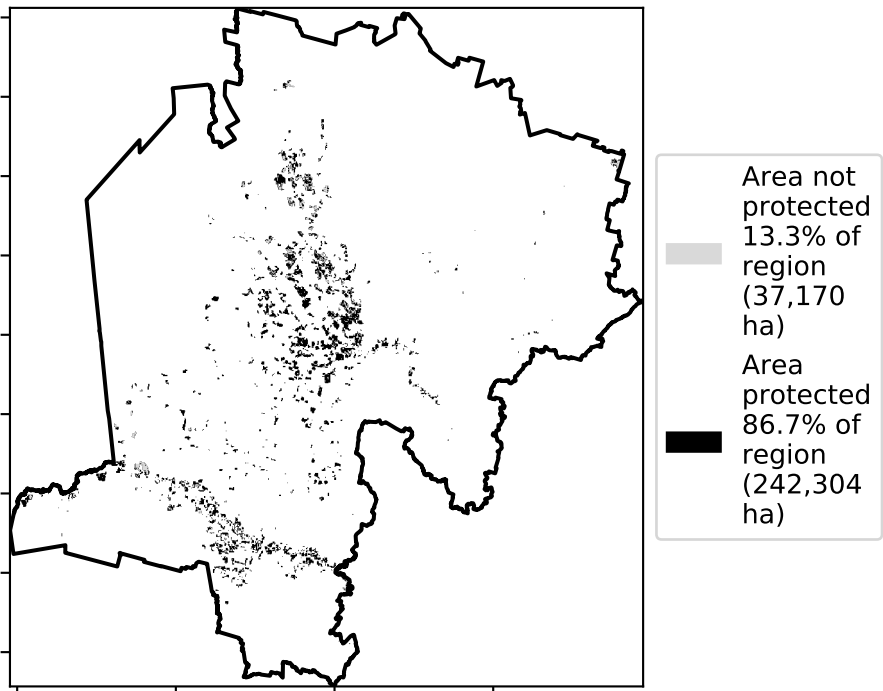 Area not
protected
13.3% of
region
(37,170
ha)
Area
protected
86.7% of
region
(242,304
ha)